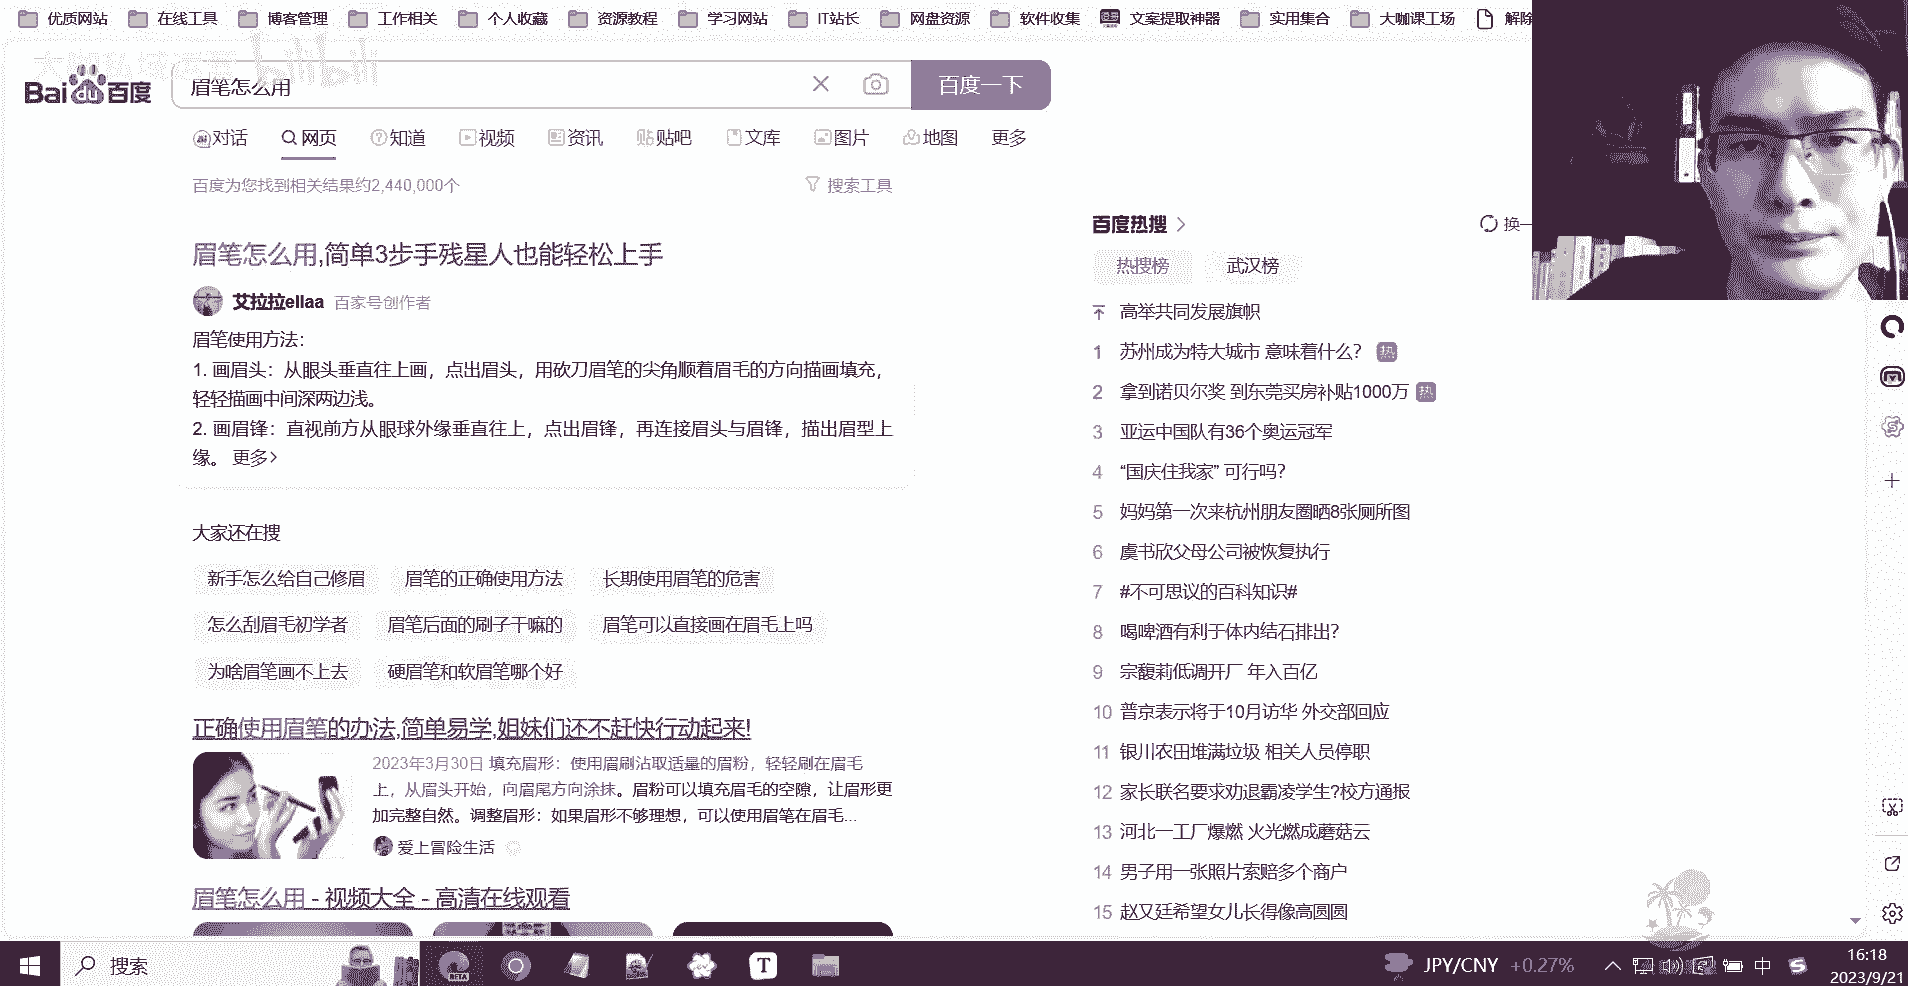 优质网站 在线工具 博客管理 工作相关 个人收藏 资源教程 学习网站 IT站长 网盘资源 软件收集 文案提取神器 实用集合 大咖课工场 解除
bilibili
Bai du 百度 眉笔怎么用 百度一下
对话 网页 知道 视频 资讯 贴吧 文库 图片 地图 更多
百度为您找到相关结果约2,440,000个 搜索工具
眉笔怎么用,简单3步手残星人也能轻松上手
艾拉拉ellaa 百家号创作者
眉笔使用方法：
1. 画眉头：从眼头垂直往上画，点出眉头，用砍刀眉笔的尖角顺着眉毛的方向描画填充，
轻轻描画中间深两边浅。
2. 画眉锋：直视前方从眼球外缘垂直往上，点出眉锋，再连接眉头与眉锋，描出眉型上
缘。 更多>
大家还在搜
新手怎么给自己修眉 眉笔的正确使用方法 长期使用眉笔的危害
怎么刮眉毛初学者 眉笔后面的刷子干嘛的 眉笔可以直接画在眉毛上吗
为啥眉笔画不上去 硬眉笔和软眉笔哪个好
正确使用眉笔的办法,简单易学,姐妹们还不赶快行动起来!
2023年3月30日 填充眉形：使用眉刷沾取适量的眉粉，轻轻刷在眉毛
上，从眉头开始，向眉尾方向涂抹。眉粉可以填充眉毛的空隙，让眉形更
加完整自然。调整眉形：如果眉形不够理想，可以使用眉笔在眉毛...
爱上冒险生活
眉笔怎么用 - 视频大全 - 高清在线观看
百度热搜 > 换一
热搜榜 武汉榜
高举共同发展旗帜
1 苏州成为特大城市 意味着什么？ 热
2 拿到诺贝尔奖 到东莞买房补贴1000万 热
3 亚运中国队有36个奥运冠军
4 “国庆住我家” 可行吗？
5 妈妈第一次来杭州朋友圈晒8张厕所图
6 虞书欣父母公司被恢复执行
7 #不可思议的百科知识#
8 喝啤酒有利于体内结石排出？
9 宗馥莉低调开厂 年入百亿
10 普京表示将于10月访华 外交部回应
11 银川农田堆满垃圾 相关人员停职
12 家长联名要求劝退霸凌学生?校方通报
13 河北一工厂爆燃 火光燃成蘑菇云
14 男子用一张照片索赔多个商户
15 赵又廷希望女儿长得像高圆圆
搜索 BETA T JPY/CNY +0.27% 中 S 16:18
2023/9/21